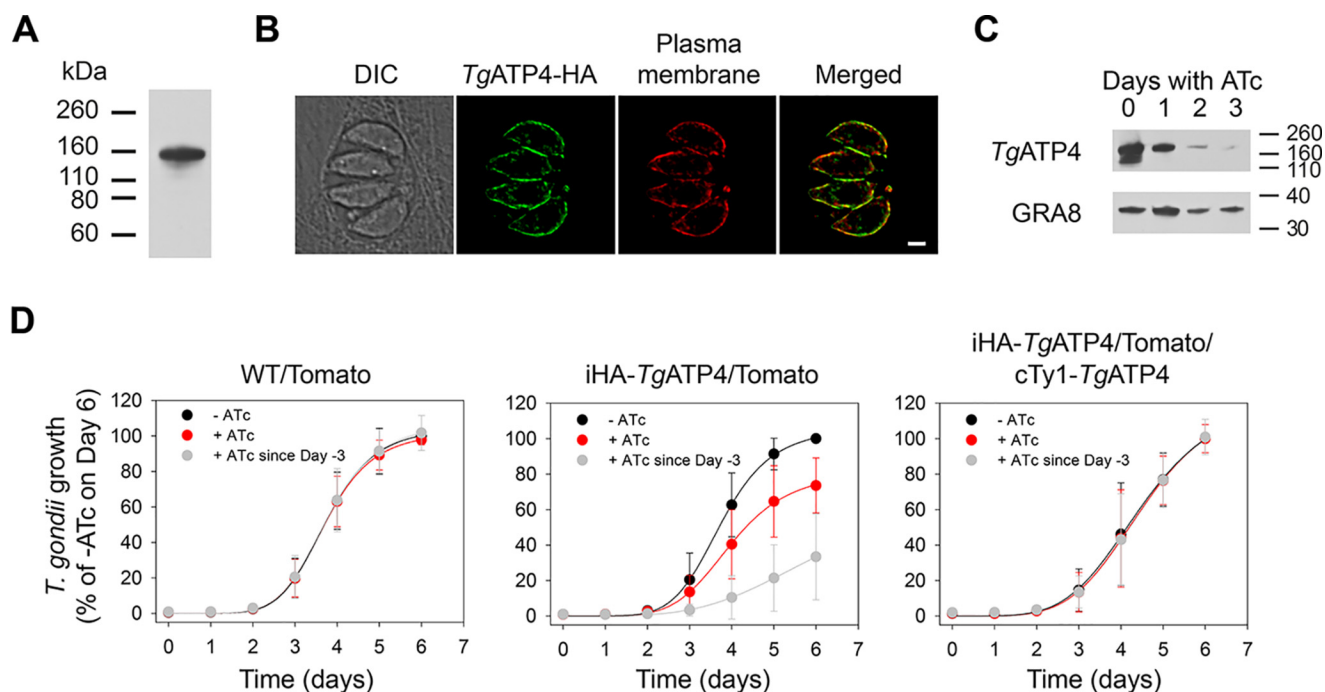 A
kDa
260
160
110
80
60
B
DIC
TgATP4-HA
Plasma
membrane
Merged
C
Days with ATc
0 1 2 3
TgATP4
260
160
110
GRA8
40
30
D
T. gondii growth
(% of -ATc on Day 6)
WT/Tomato
- ATc
+ ATc
+ ATc since Day -3
120
100
80
60
40
20
0
0 1 2 3 4 5 6 7
Time (days)
iHA-TgATP4/Tomato
- ATc
+ ATc
+ ATc since Day -3
120
100
80
60
40
20
0
0 1 2 3 4 5 6 7
Time (days)
iHA-TgATP4/Tomato/
cTy1-TgATP4
- ATc
+ ATc
+ ATc since Day -3
120
100
80
60
40
20
0
0 1 2 3 4 5 6 7
Time (days)